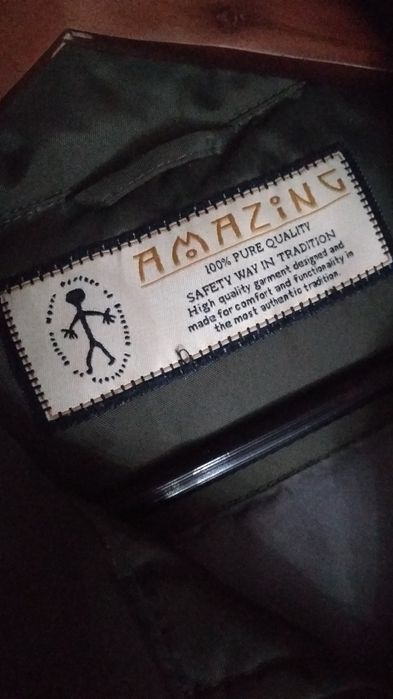 AMAZiNG
100% PURE QUALITY
SAFETY WAY IN TRADITION
High quality garment designed and
made for comfort and functionality in
the most authentic tradition.